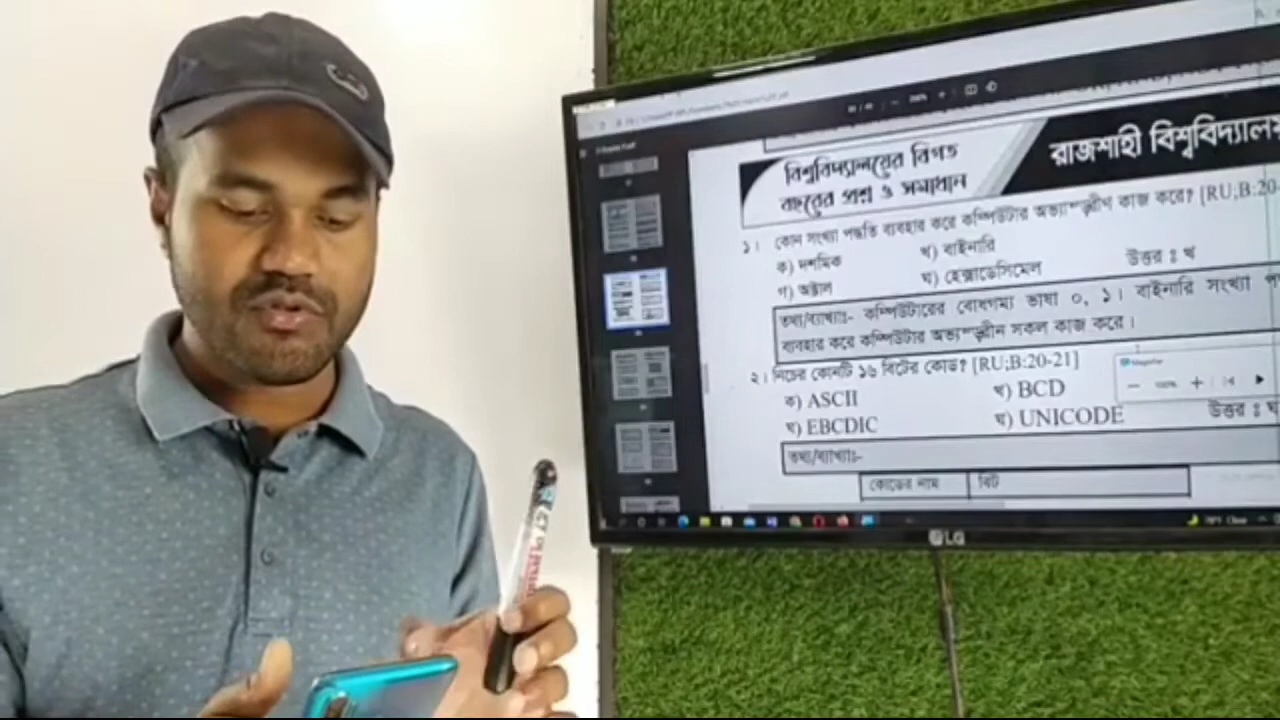 বিশ্ববিদ্যালয়ের বিগত
বছরের প্রশ্ন ও সমাধান
রাজশাহী বিশ্ববিদ্যালয়
১। কোন সংখ্যা পদ্ধতি ব্যবহার করে কম্পিউটার অভ্যন্তরীণ কাজ করে? [RU;B:20-
ক) দশমিক খ) বাইনারি
গ) অক্টাল ঘ) হেক্সাডেসিমেল উত্তর ঃ খ
তথ্য/ব্যাখ্যাঃ- কম্পিউটারের বোধগম্য ভাষা ০, ১। বাইনারি সংখ্যা
ব্যবহার করে কম্পিউটার অভ্যন্তরীন সকল কাজ করে।
২। নিচের কোনটি ১৬ বিটের কোড? [RU;B:20-21]
ক) ASCII খ) BCD
ঘ) EBCDIC ঘ) UNICODE উত্তর ঃ ঘ
তথ্য/ব্যাখ্যাঃ-
কোডের নাম বিট
Magnifier
LG